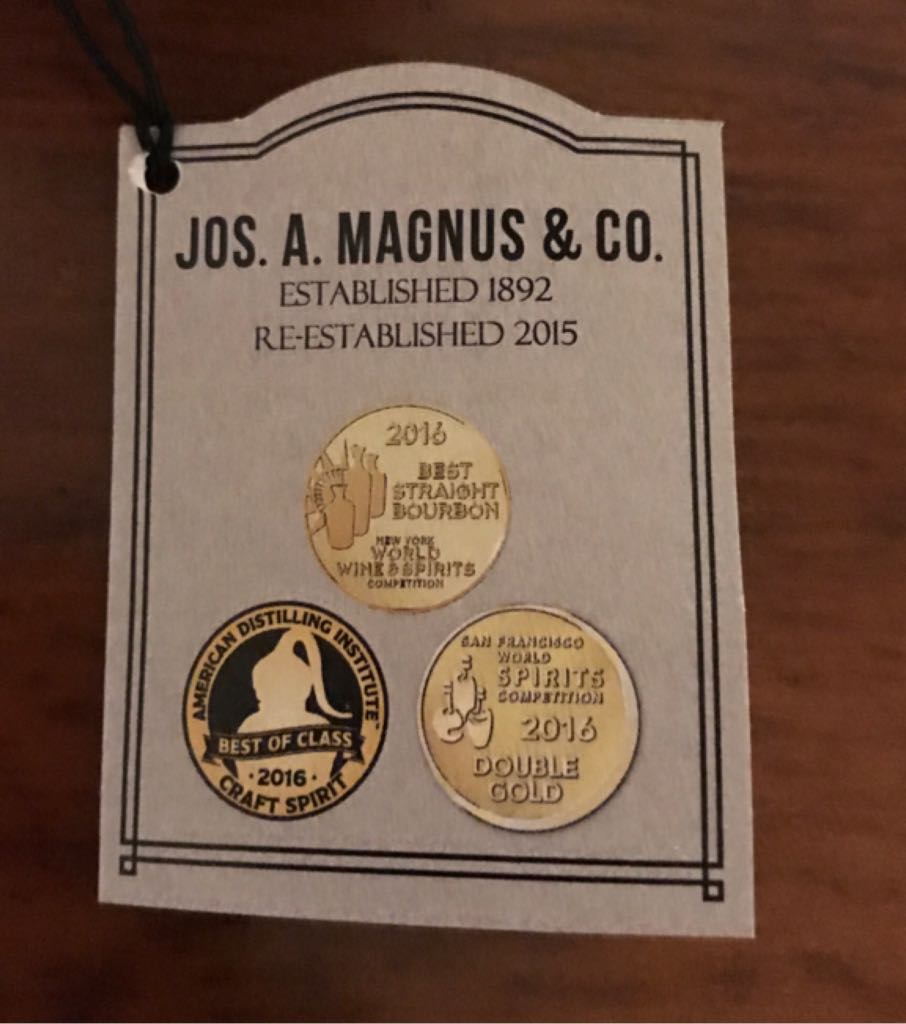 JOS. A. MAGNUS & CO.
ESTABLISHED 1892
RE-ESTABLISHED 2015
2016
BEST
STRAIGHT
BOURBON
NEW YORK
WORLD
WINE & SPIRITS
COMPETITION
AMERICAN DISTILLING INSTITUTE™
BEST OF CLASS
· 2016 ·
CRAFT SPIRIT
SAN FRANCISCO
WORLD
SPIRITS
COMPETITION
2016
DOUBLE
GOLD